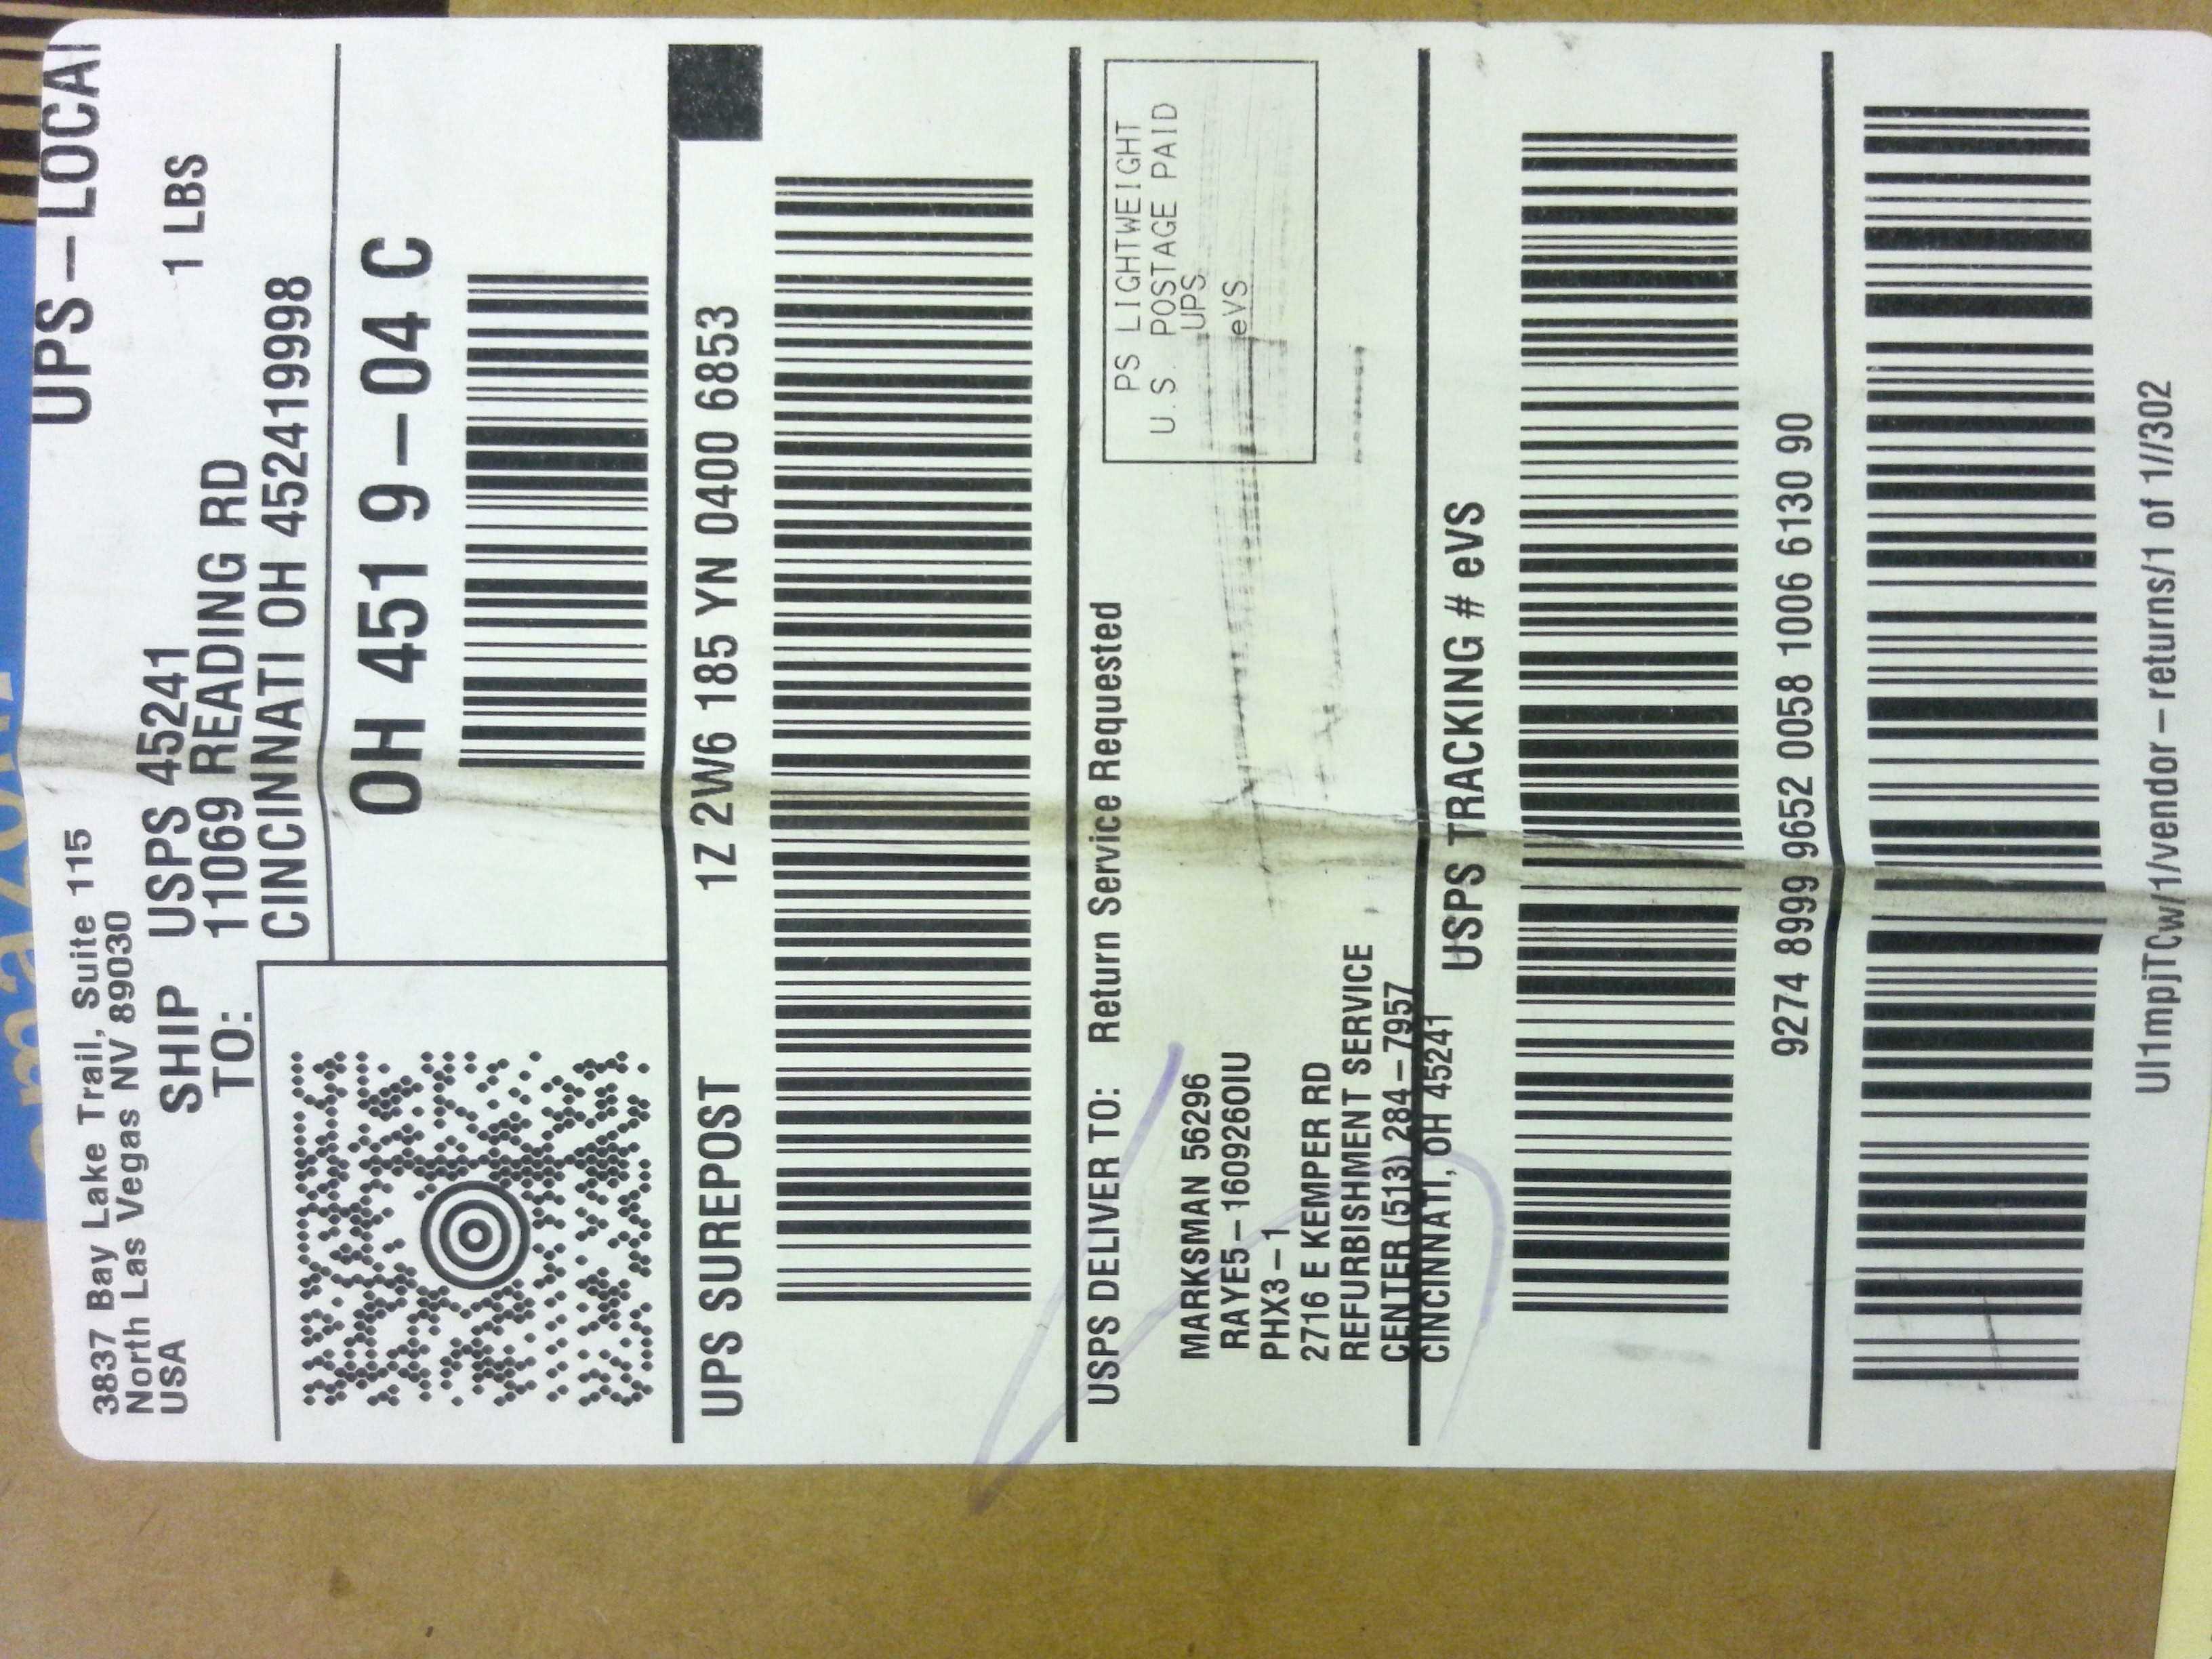 UPS-LOCAL
3837 Bay Lake Trail, Suite 115
North Las Vegas NV 89030
USA
1 LBS
SHIP TO:
USPS 45241
11069 READING RD
CINCINNATI OH 452419998
OH 451 9-04 C
UPS SUREPOST
1Z 2W6 185 YN 0400 6853
USPS DELIVER TO: Return Service Requested
PS LIGHTWEIGHT
U.S. POSTAGE PAID
UPS
eVS
MARKSMAN 56296
RAYE5-1609260IU
PHX3-1
2716 E KEMPER RD
REFURBISHMENT SERVICE
CENTER (513) 284-7957
CINCINNATI, OH 45241
USPS TRACKING # eVS
9274 8999 9652 0058 1006 6130 90
UI1mpjTCw/1/vendor-returns/1 of 1//302